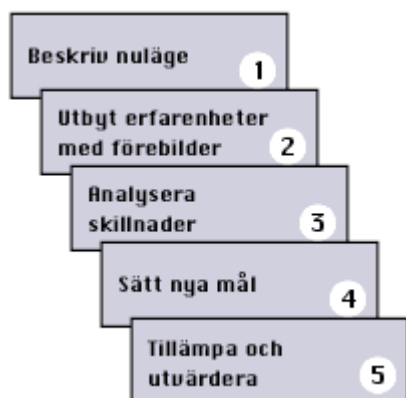 Beskriv nuläge
1
Utbyt erfarenheter
med förebilder
2
Analysera
skillnader
3
Sätt nya mål
4
Tillämpa och
utvärdera
5